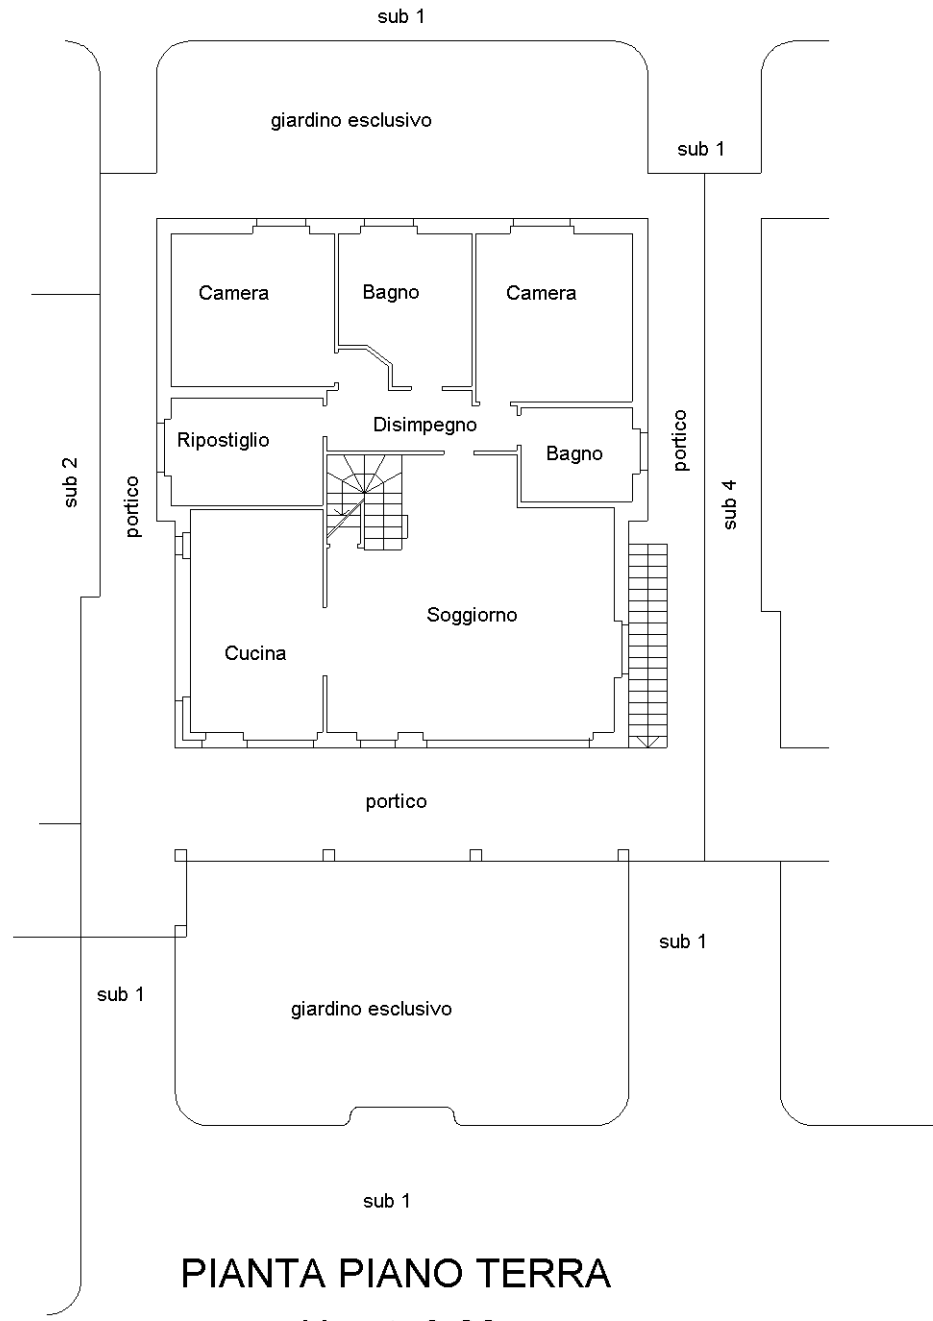 sub 1
giardino esclusivo
sub 1
Camera
Bagno
Camera
Disimpegno
Ripostiglio
Bagno
portico
sub 2
portico
sub 4
Soggiorno
Cucina
portico
sub 1
sub 1
giardino esclusivo
sub 1
PIANTA PIANO TERRA